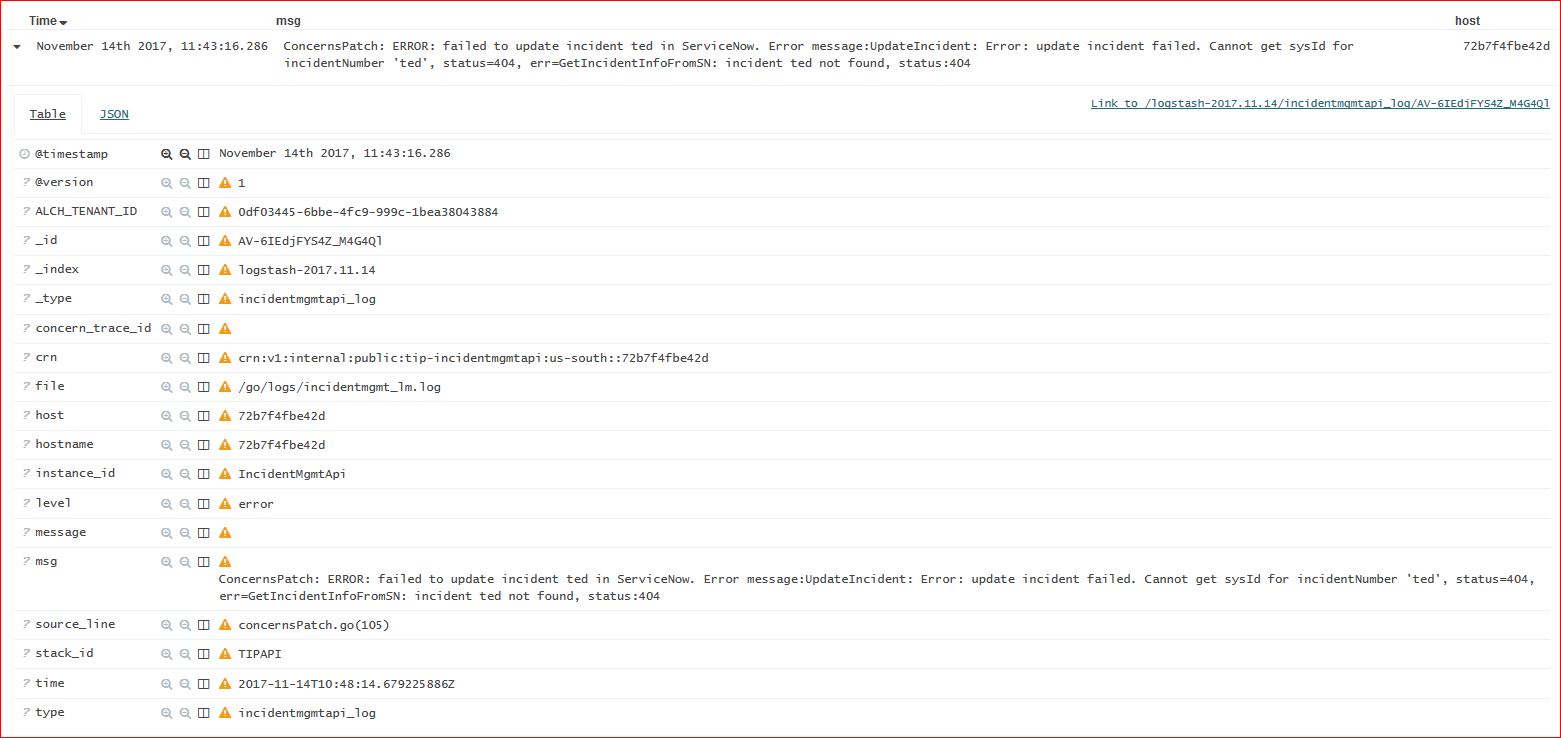 Time msg host
November 14th 2017, 11:43:16.286 ConcernsPatch: ERROR: failed to update incident ted in ServiceNow. Error message:UpdateIncident: Error: update incident failed. Cannot get sysId for 72b7f4fbe42d
incidentNumber 'ted', status=404, err=GetIncidentInfoFromSN: incident ted not found, status:404
Table JSON Link to /logstash-2017.11.14/incidentmgmtapi_log/AV-6IEdjFYS4Z_M4G4Ql
@timestamp November 14th 2017, 11:43:16.286
? @version 1
? ALCH_TENANT_ID 0df03445-6bbe-4fc9-999c-1bea38043884
? _id AV-6IEdjFYS4Z_M4G4Ql
? _index logstash-2017.11.14
? _type incidentmgmtapi_log
? concern_trace_id
? crn crn:v1:internal:public:tip-incidentmgmtapi:us-south::72b7f4fbe42d
? file /go/logs/incidentmgmt_lm.log
? host 72b7f4fbe42d
? hostname 72b7f4fbe42d
? instance_id IncidentMgmtApi
? level error
? message
? msg
ConcernsPatch: ERROR: failed to update incident ted in ServiceNow. Error message:UpdateIncident: Error: update incident failed. Cannot get sysId for incidentNumber 'ted', status=404,
err=GetIncidentInfoFromSN: incident ted not found, status:404
? source_line concernsPatch.go(105)
? stack_id TIPAPI
? time 2017-11-14T10:48:14.679225886Z
? type incidentmgmtapi_log